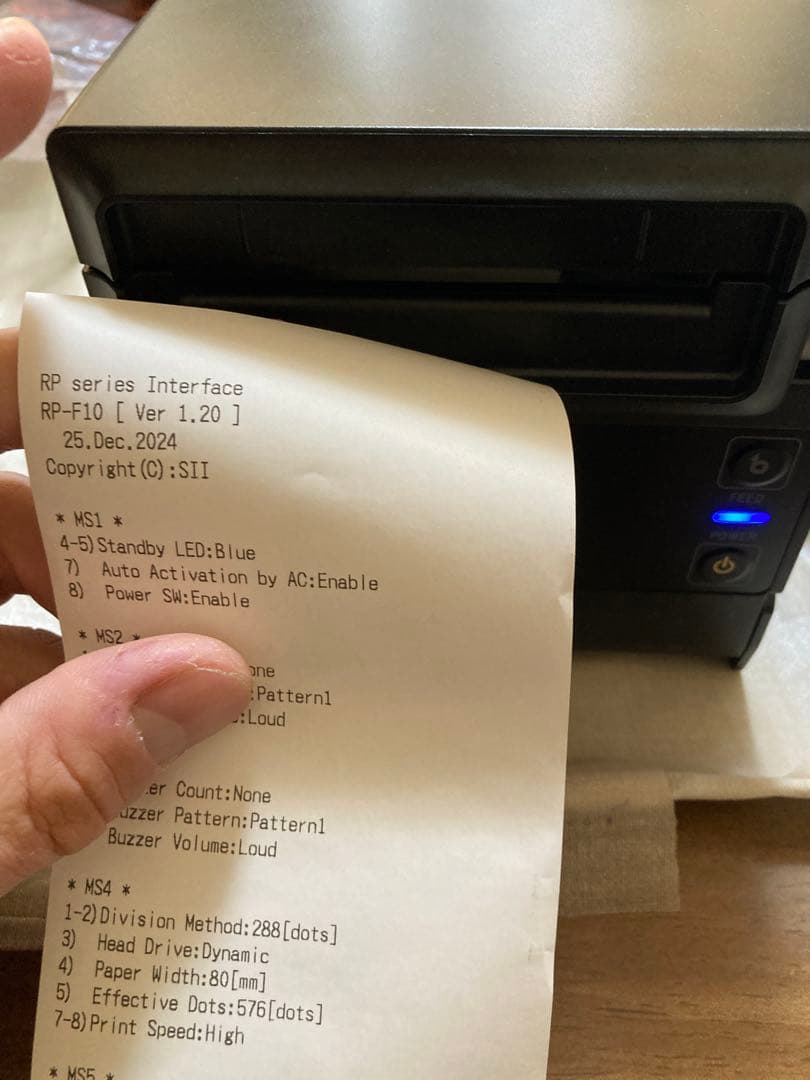 RP series Interface
RP-F10 [ Ver 1.20 ]
25.Dec.2024
Copyright(C):SII
* MS1 *
4-5)Standby LED:Blue
7) Auto Activation by AC:Enable
8) Power SW:Enable
* MS2 *
:Pattern1
:Loud
Count:None
Pattern:Pattern1
Buzzer Volume:Loud
* MS4 *
1-2)Division Method:288[dots]
3) Head Drive:Dynamic
4) Paper Width:80[mm]
5) Effective Dots:576[dots]
7-8)Print Speed:High
* MS5 *
FEED
POWER